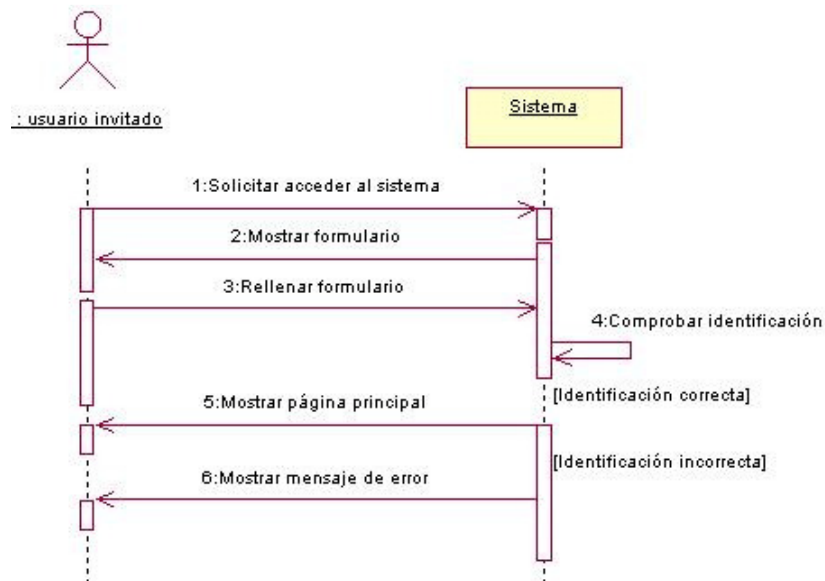 : usuario invitado
Sistema
1:Solicitar acceder al sistema
2:Mostrar formulario
3:Rellenar formulario
4:Comprobar identificación
[Identificación correcta]
5:Mostrar página principal
[Identificación incorrecta]
6:Mostrar mensaje de error